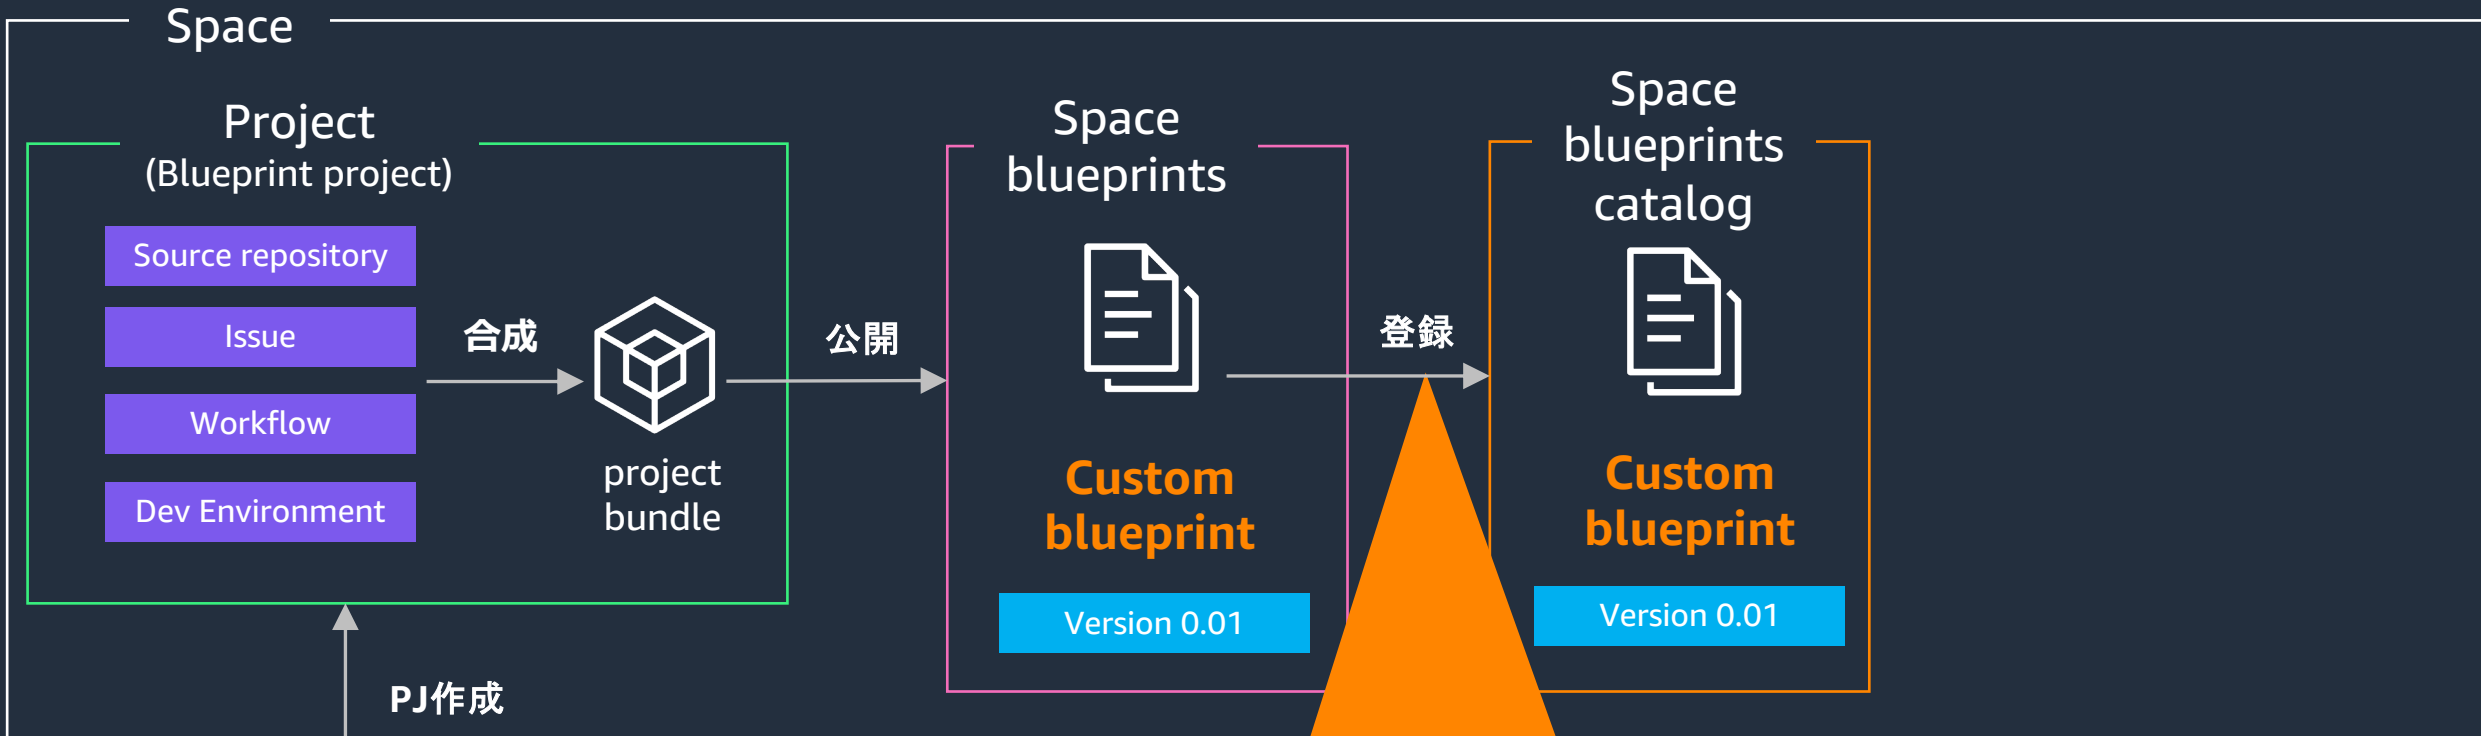 Space
Project
(Blueprint project)
Source repository
Issue
Workflow
Dev Environment
合成
project
bundle
公開
Space
blueprints
Custom
blueprint
Version 0.01
登録
Space
blueprints
catalog
Custom
blueprint
Version 0.01
PJ作成